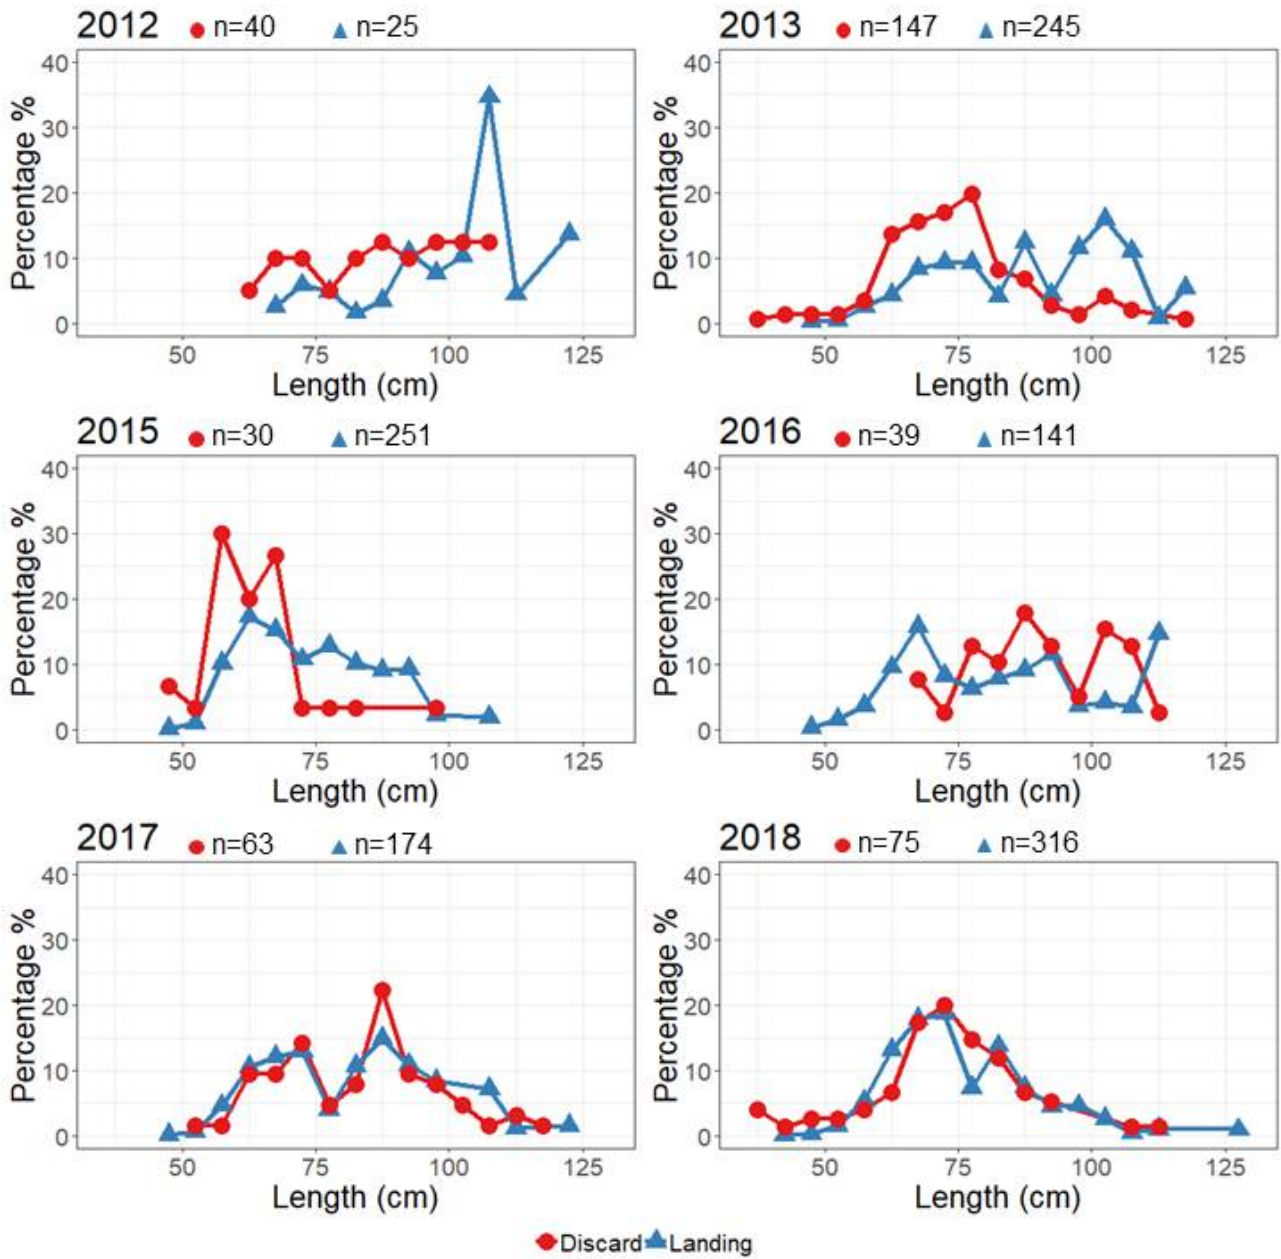 2012 n=40 n=25
2013 n=147 n=245
40
30
20
10
0
Percentage %
50 75 100 125
Length (cm)
40
30
20
10
0
Percentage %
50 75 100 125
Length (cm)
2015 n=30 n=251
2016 n=39 n=141
40
30
20
10
0
Percentage %
50 75 100 125
Length (cm)
40
30
20
10
0
Percentage %
50 75 100 125
Length (cm)
2017 n=63 n=174
2018 n=75 n=316
40
30
20
10
0
Percentage %
50 75 100 125
Length (cm)
40
30
20
10
0
Percentage %
50 75 100 125
Length (cm)
Discard Landing